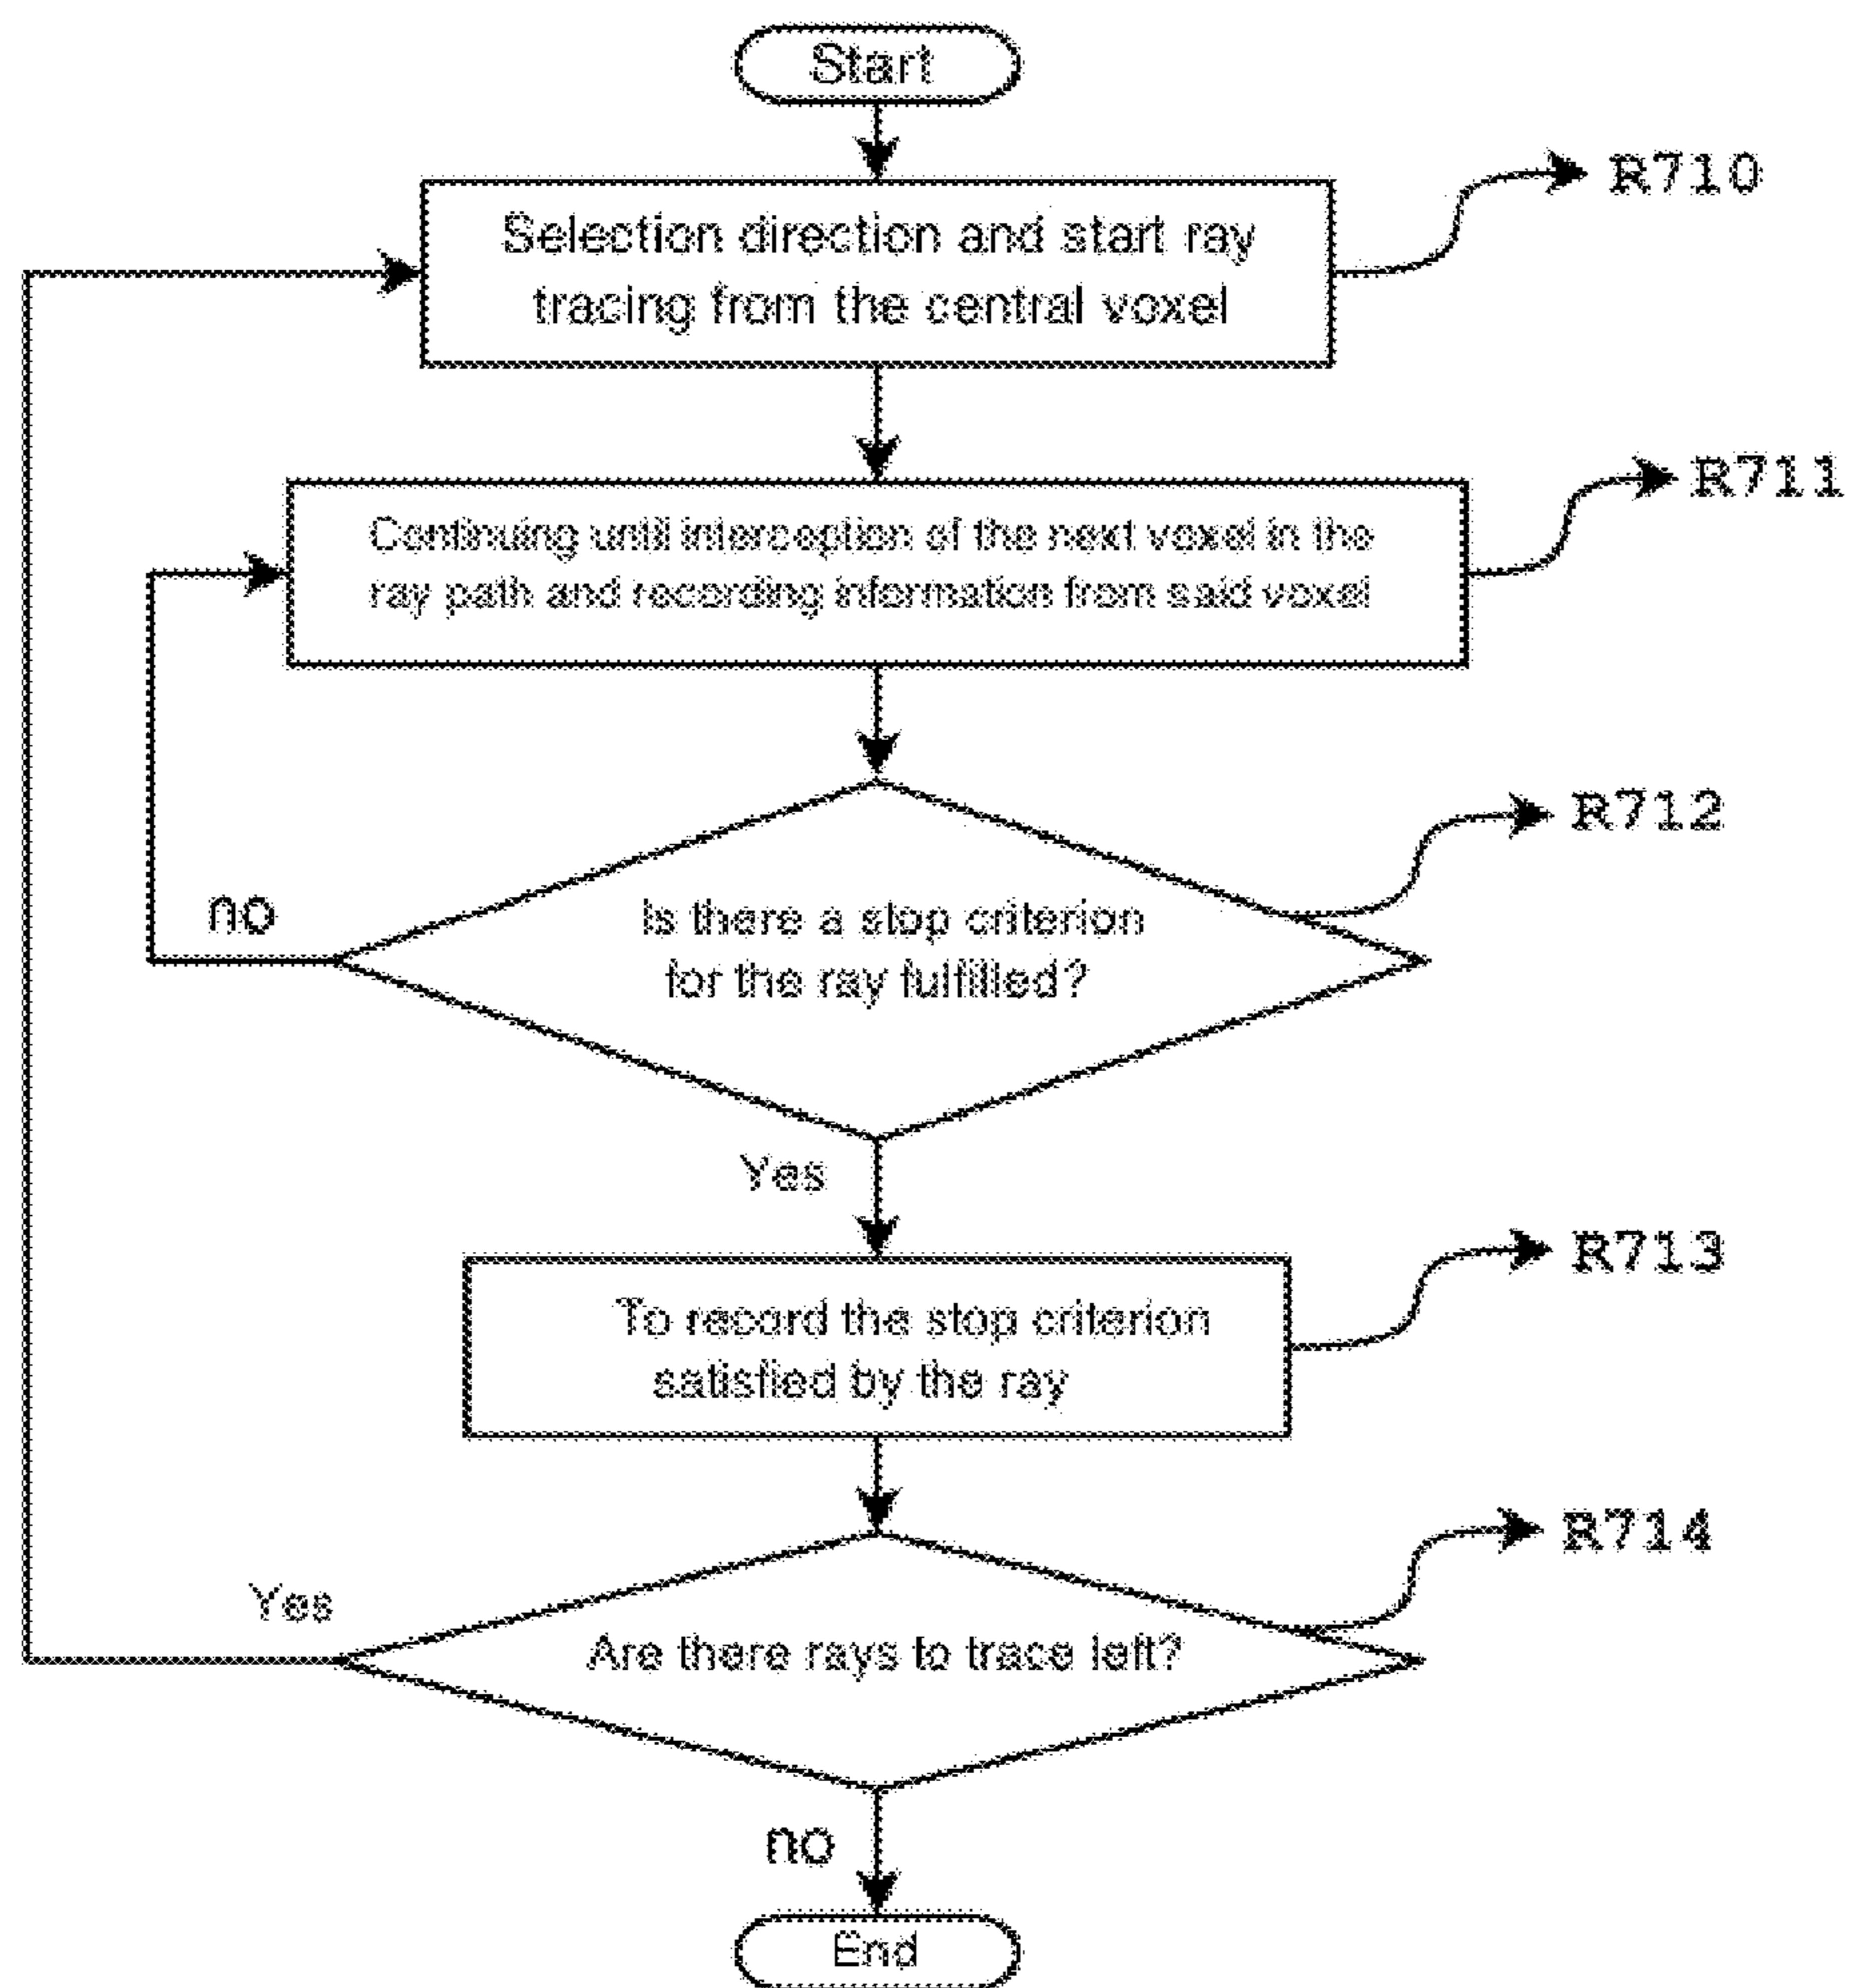 Start
R710
Selection direction and start ray
tracing from the central voxel
R711
Continuing until interception of the next voxel in the
ray path and recording information from said voxel
R712
no
Is there a stop criterion
for the ray fulfilled?
Yes
R713
To record the stop criterion
satisfied by the ray
R714
Yes
Are there rays to trace left?
no
End